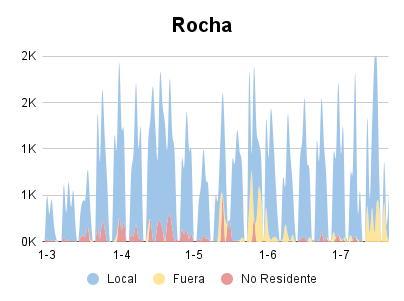 Rocha
2K
2K
1K
1K
0K
1-3 1-4 1-5 1-6 1-7
Local Fuera No Residente